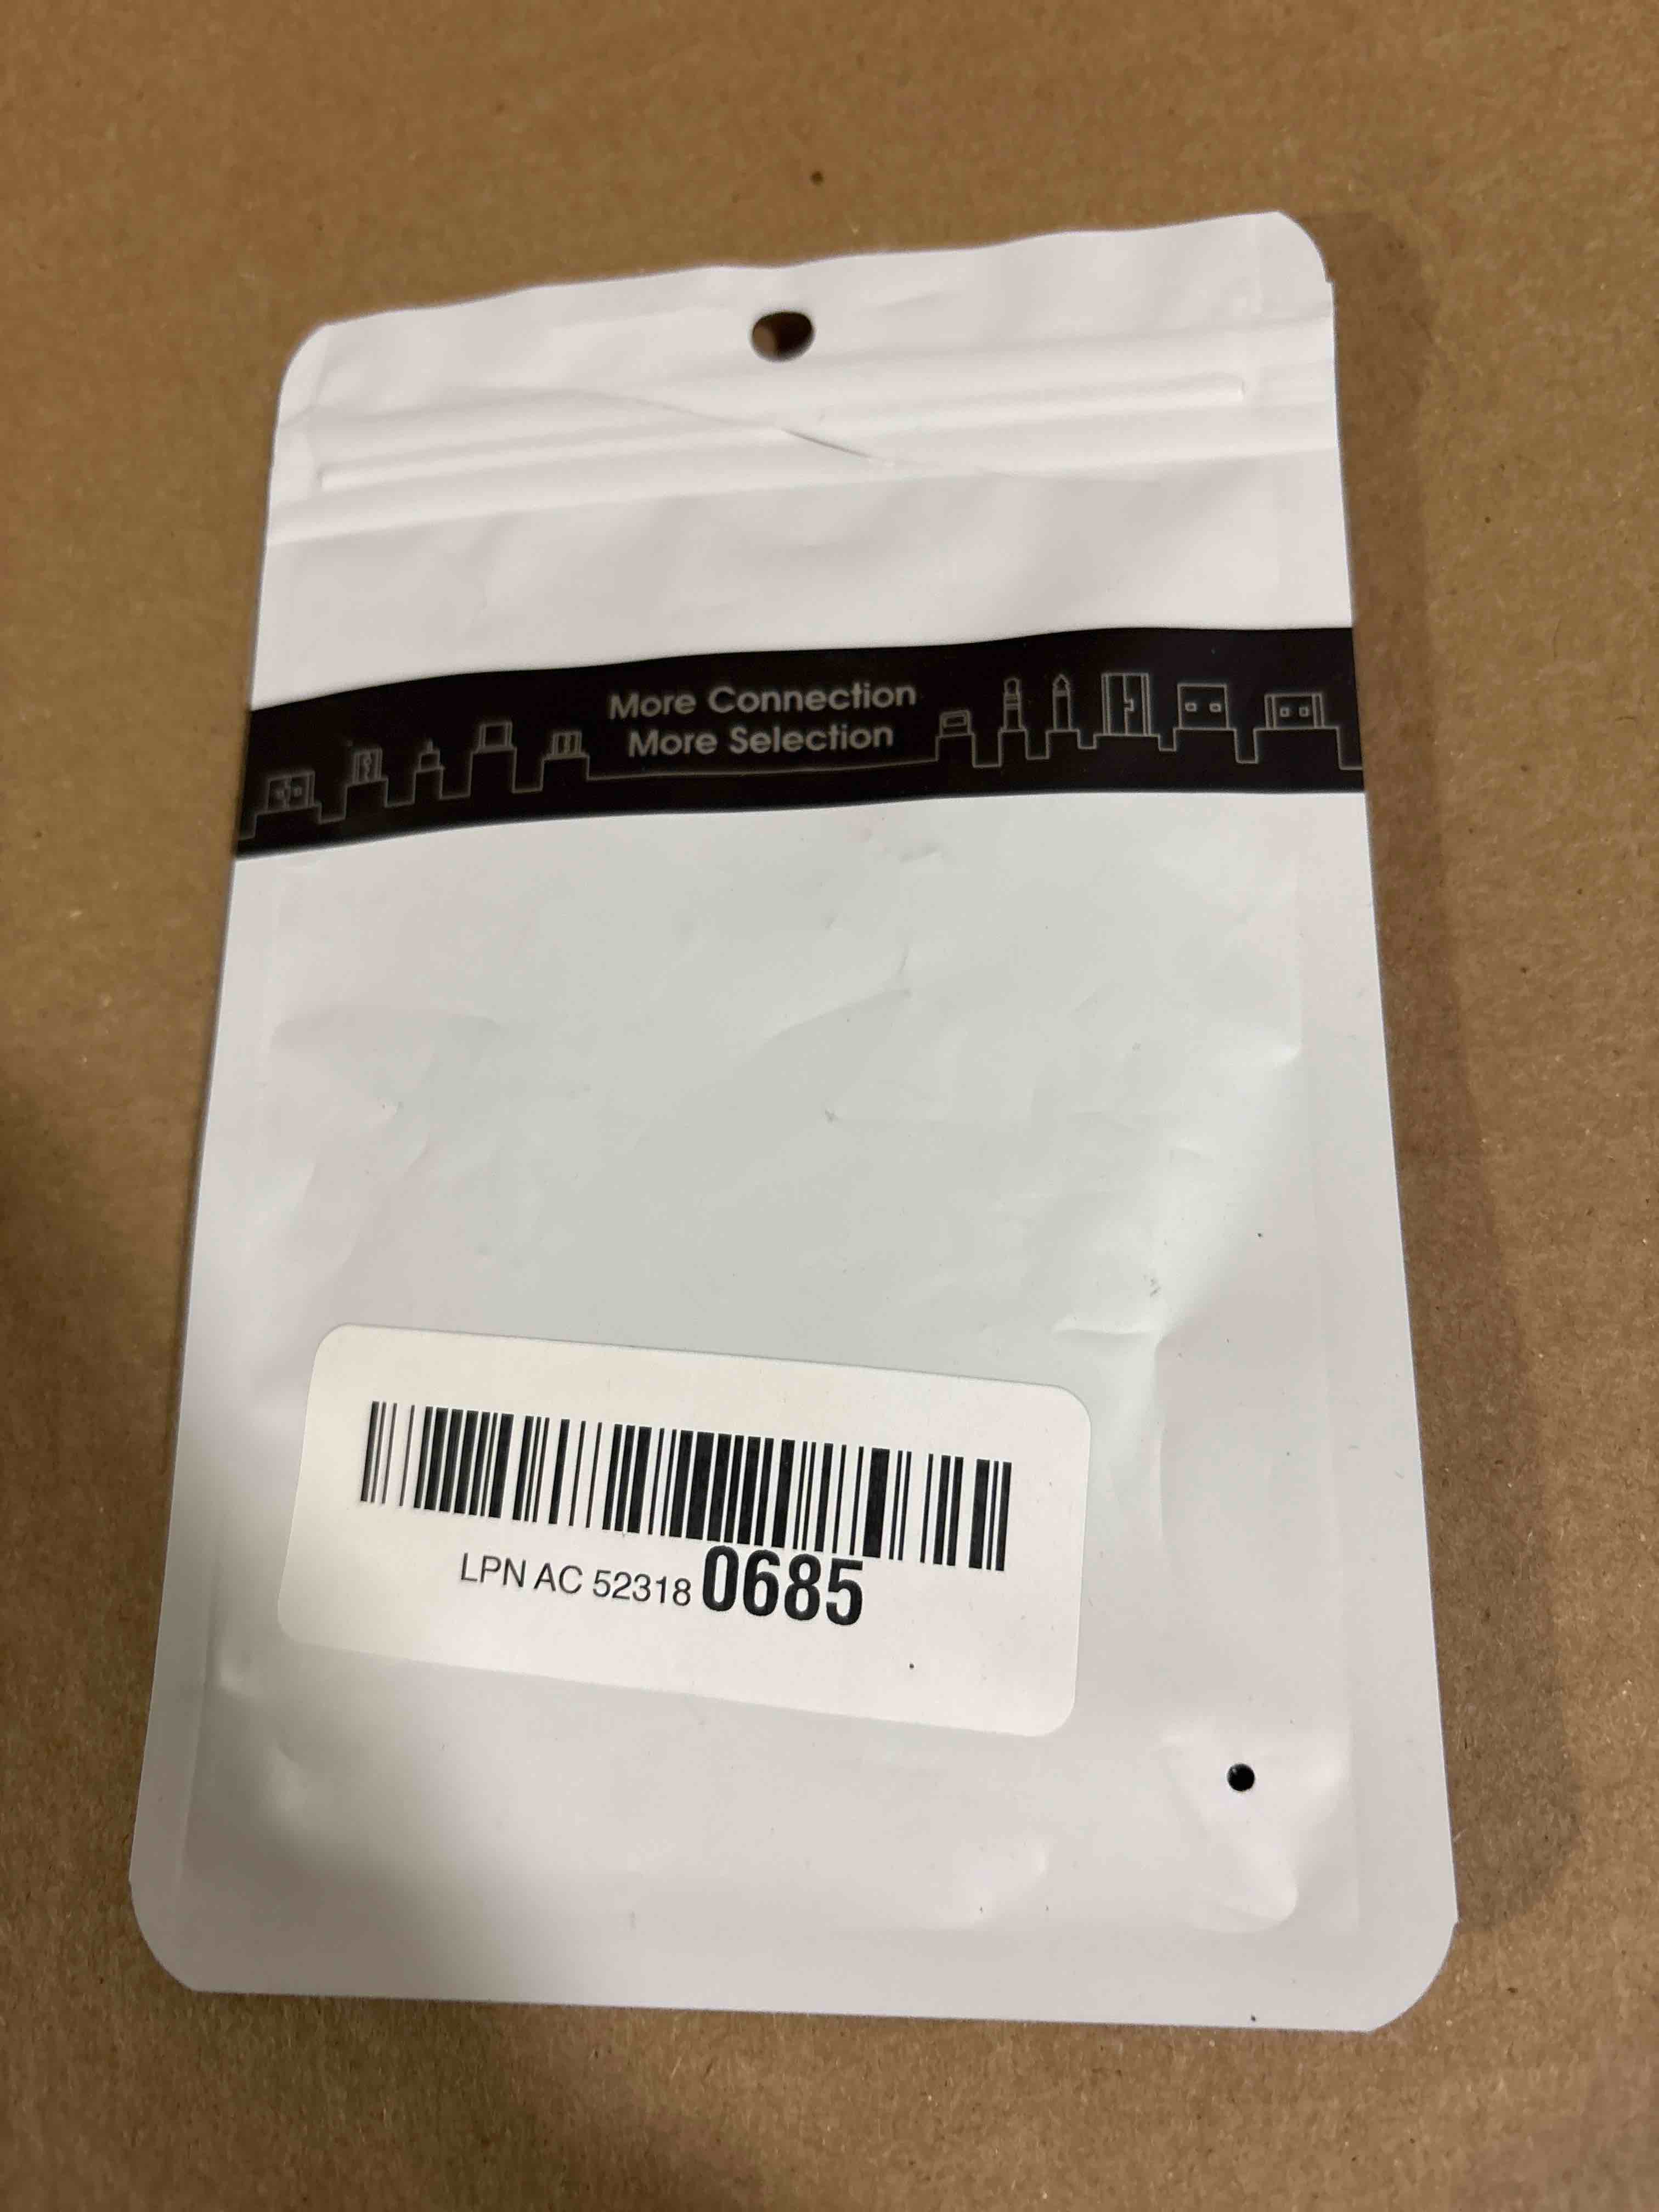 More Connection
More Selection
LPN AC 52318 0685